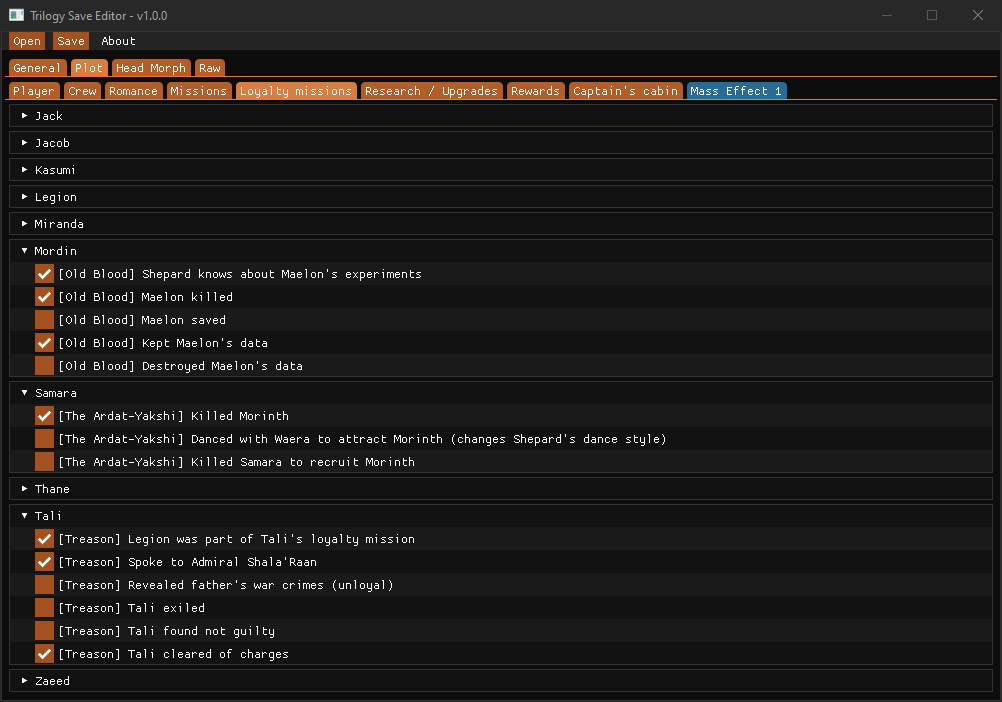 Trilogy Save Editor - v1.0.0
Open Save About
General Plot Head Morph Raw
Player Crew Romance Missions Loyalty missions Research / Upgrades Rewards Captain's cabin Mass Effect 1
Jack
Jacob
Kasumi
Legion
Miranda
Mordin
[Old Blood] Shepard knows about Maelon's experiments
[Old Blood] Maelon killed
[Old Blood] Maelon saved
[Old Blood] Kept Maelon's data
[Old Blood] Destroyed Maelon's data
Samara
[The Ardat-Yakshi] Killed Morinth
[The Ardat-Yakshi] Danced with Waera to attract Morinth (changes Shepard's dance style)
[The Ardat-Yakshi] Killed Samara to recruit Morinth
Thane
Tali
[Treason] Legion was part of Tali's loyalty mission
[Treason] Spoke to Admiral Shala'Raan
[Treason] Revealed father's war crimes (unloyal)
[Treason] Tali exiled
[Treason] Tali found not guilty
[Treason] Tali cleared of charges
Zaeed